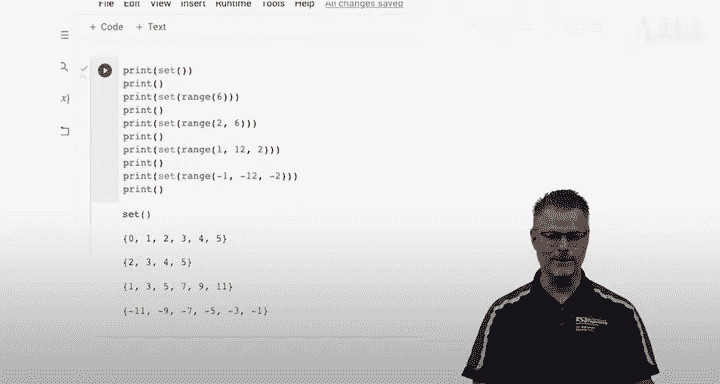 File Edit View Insert Runtime Tools Help All changes saved
+ Code + Text
print(set())
print()
print(set(range(6)))
print()
print(set(range(2, 6)))
print()
print(set(range(1, 12, 2)))
print()
print(set(range(-1, -12, -2)))
print()
set()
{0, 1, 2, 3, 4, 5}
{2, 3, 4, 5}
{1, 3, 5, 7, 9, 11}
{-11, -9, -7, -5, -3, -1}